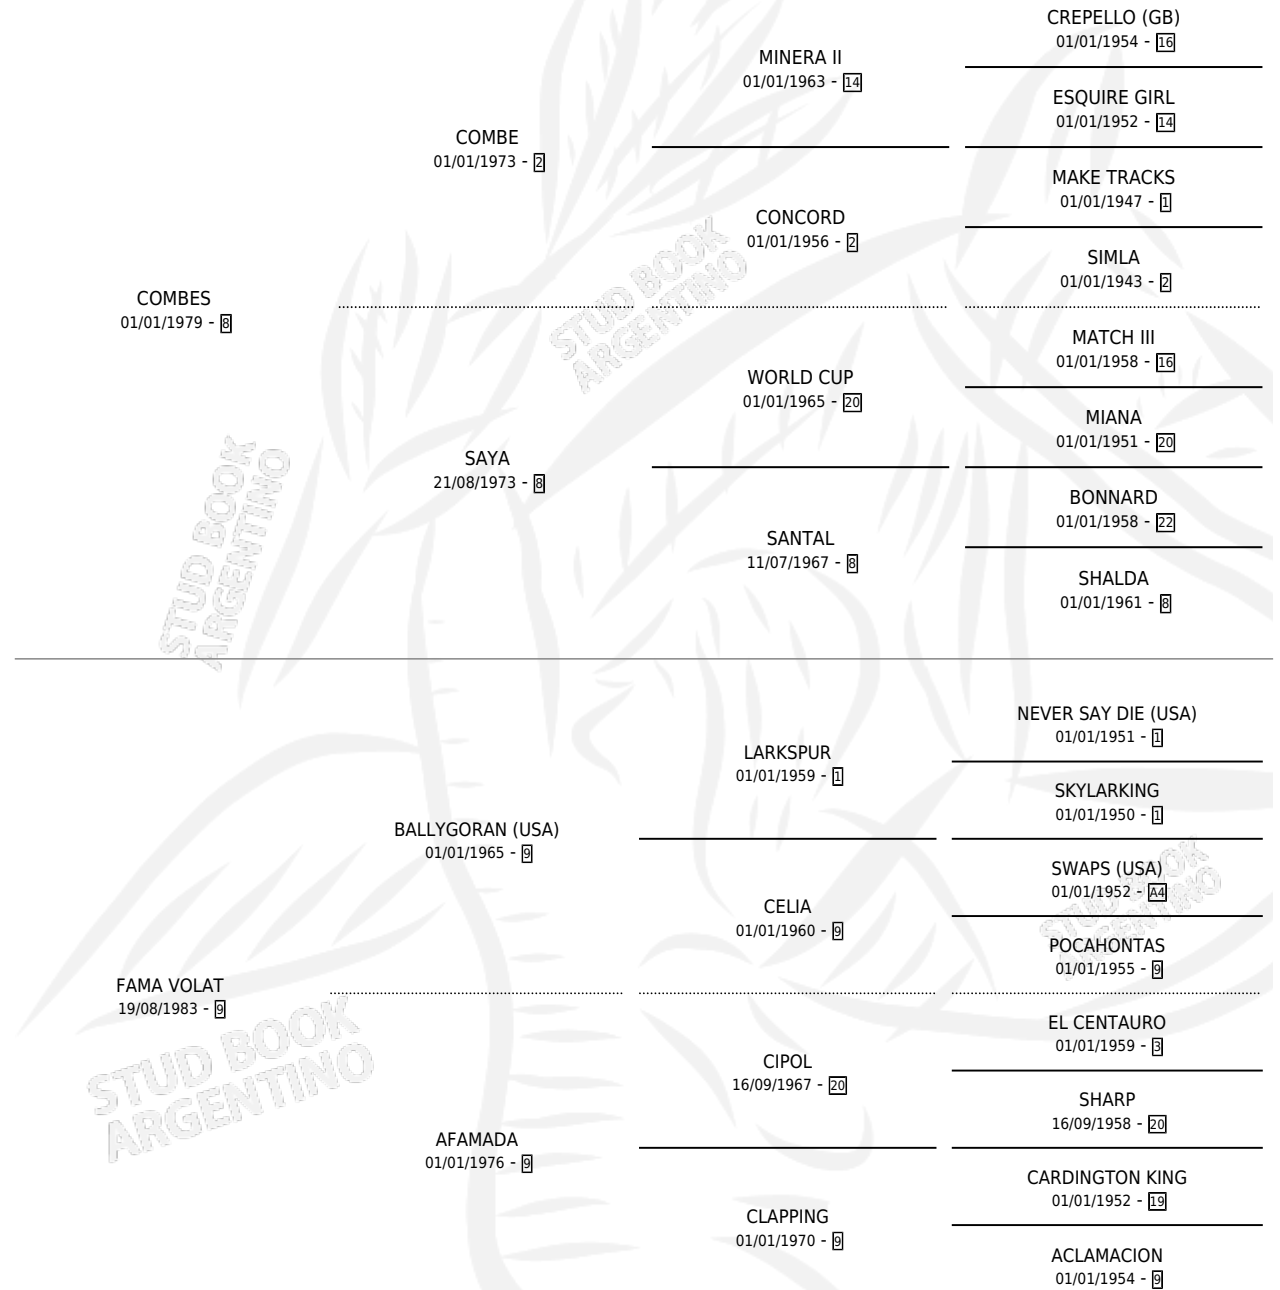 CREPELLO (GB)
01/01/1954 - 16
MINERA II
01/01/1963 - 14
ESQUIRE GIRL
01/01/1952 - 14
COMBE
01/01/1973 - 2
MAKE TRACKS
01/01/1947 - 1
CONCORD
01/01/1956 - 2
SIMLA
01/01/1943 - 2
COMBES
01/01/1979 - 8
MATCH III
01/01/1958 - 16
WORLD CUP
01/01/1965 - 20
MIANA
01/01/1951 - 20
SAYA
21/08/1973 - 8
BONNARD
01/01/1958 - 22
SANTAL
11/07/1967 - 8
SHALDA
01/01/1961 - 8
STUD BOOK
ARGENTINO
STUD BOOK
ARGENTINO
NEVER SAY DIE (USA)
01/01/1951 - 1
LARKSPUR
01/01/1959 - 1
SKYLARKING
01/01/1950 - 1
BALLYGORAN (USA)
01/01/1965 - 9
SWAPS (USA)
01/01/1952 - A4
CELIA
01/01/1960 - 9
POCAHONTAS
01/01/1955 - 9
STUD BOOK
ARGENTINO
FAMA VOLAT
19/08/1983 - 9
EL CENTAURO
01/01/1959 - 3
CIPOL
16/09/1967 - 20
SHARP
16/09/1958 - 20
AFAMADA
01/01/1976 - 9
CARDINGTON KING
01/01/1952 - 19
CLAPPING
01/01/1970 - 9
ACLAMACION
01/01/1954 - 9
STUD BOOK
ARGENTINO